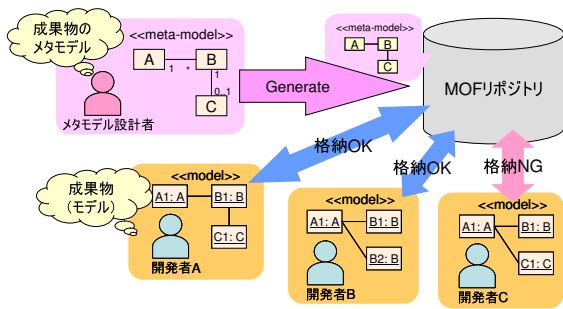 成果物の
メタモデル
<<meta-model>>
A
B
1
*
1
0..1
C
メタモデル設計者
Generate
<<meta-model>>
A
B
C
MOFリポジトリ
格納OK
格納OK
格納NG
成果物
（モデル）
<<model>>
A1: A
B1: B
C1: C
開発者A
<<model>>
A1: A
B1: B
B2: B
開発者B
<<model>>
A1: A
B1: B
C1: C
開発者C